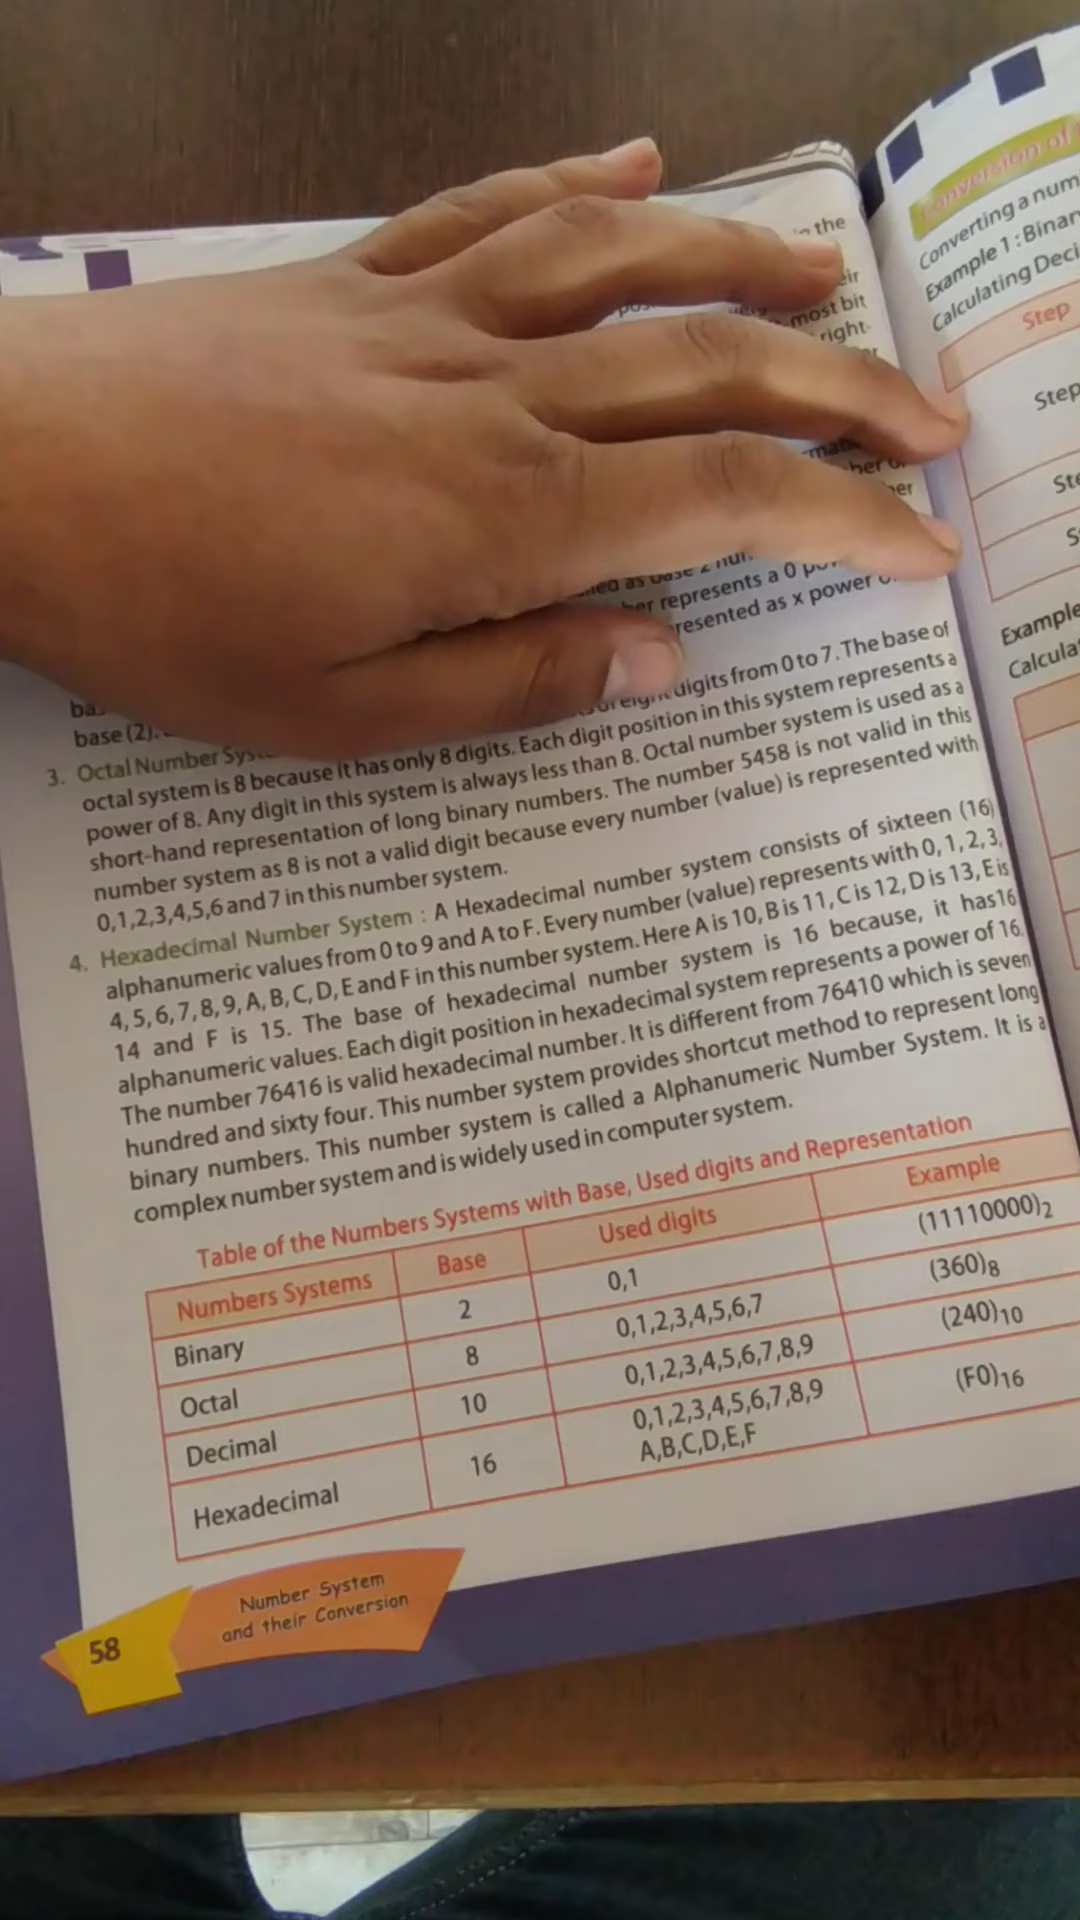 in the
most bit
right-
base 2
represents a 0
presented as x power
base (2).
digits from 0 to 7. The base of
3. Octal Number
octal system is 8 because it has only 8 digits. Each digit position in this system represents a
power of 8. Any digit in this system is always less than 8. Octal number system is used as a
short-hand representation of long binary numbers. The number 5458 is not valid in this
number system as 8 is not a valid digit because every number (value) is represented with
0,1,2,3,4,5,6 and 7 in this number system.
4. Hexadecimal Number System : A Hexadecimal number system consists of sixteen (16)
alphanumeric values from 0 to 9 and A to F. Every number (value) represents with 0, 1, 2, 3,
4, 5, 6, 7, 8, 9, A, B, C, D, E and F in this number system. Here A is 10, B is 11, C is 12, D is 13, E is
14 and F is 15. The base of hexadecimal number system is 16 because, it has16
alphanumeric values. Each digit position in hexadecimal system represents a power of 16.
The number 76416 is valid hexadecimal number. It is different from 76410 which is seven
hundred and sixty four. This number system provides shortcut method to represent long
binary numbers. This number system is called a Alphanumeric Number System. It is a
complex number system and is widely used in computer system.
Table of the Numbers Systems with Base, Used digits and Representation
Numbers Systems Base Used digits Example
Binary 2 0,1 (11110000)2
Octal 8 0,1,2,3,4,5,6,7 (360)8
Decimal 10 0,1,2,3,4,5,6,7,8,9 (240)10
Hexadecimal 16 0,1,2,3,4,5,6,7,8,9 (F0)16
A,B,C,D,E,F
58
Number System
and their Conversion
Conversion of
Converting a num
Example 1 : Binar
Calculating Deci
Step
Step
Example